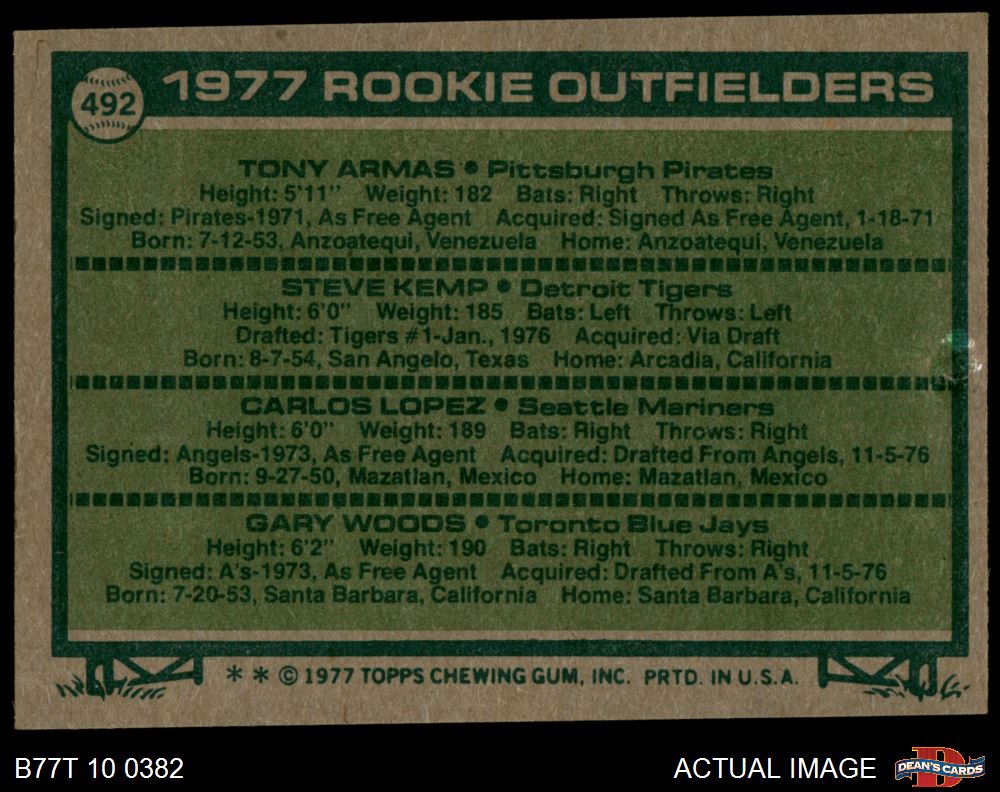 492
1977 ROOKIE OUTFIELDERS
TONY ARMAS • Pittsburgh Pirates
Height: 5'11" Weight: 182 Bats: Right Throws: Right
Signed: Pirates-1971, As Free Agent Acquired: Signed As Free Agent, 1-18-71
Born: 7-12-53, Anzoatequi, Venezuela Home: Anzoatequi, Venezuela
STEVE KEMP • Detroit Tigers
Height: 6'0" Weight: 185 Bats: Left Throws: Left
Drafted: Tigers #1-Jan., 1976 Acquired: Via Draft
Born: 8-7-54, San Angelo, Texas Home: Arcadia, California
CARLOS LOPEZ • Seattle Mariners
Height: 6'0" Weight: 189 Bats: Right Throws: Right
Signed: Angels-1973, As Free Agent Acquired: Drafted From Angels, 11-5-76
Born: 9-27-50, Mazatlan, Mexico Home: Mazatlan, Mexico
GARY WOODS • Toronto Blue Jays
Height: 6'2" Weight: 190 Bats: Right Throws: Right
Signed: A's-1973, As Free Agent Acquired: Drafted From A's, 11-5-76
Born: 7-20-53, Santa Barbara, California Home: Santa Barbara, California
* * © 1977 TOPPS CHEWING GUM, INC. PRTD. IN U.S.A.
B77T 10 0382
ACTUAL IMAGE
D
DEAN'S CARDS